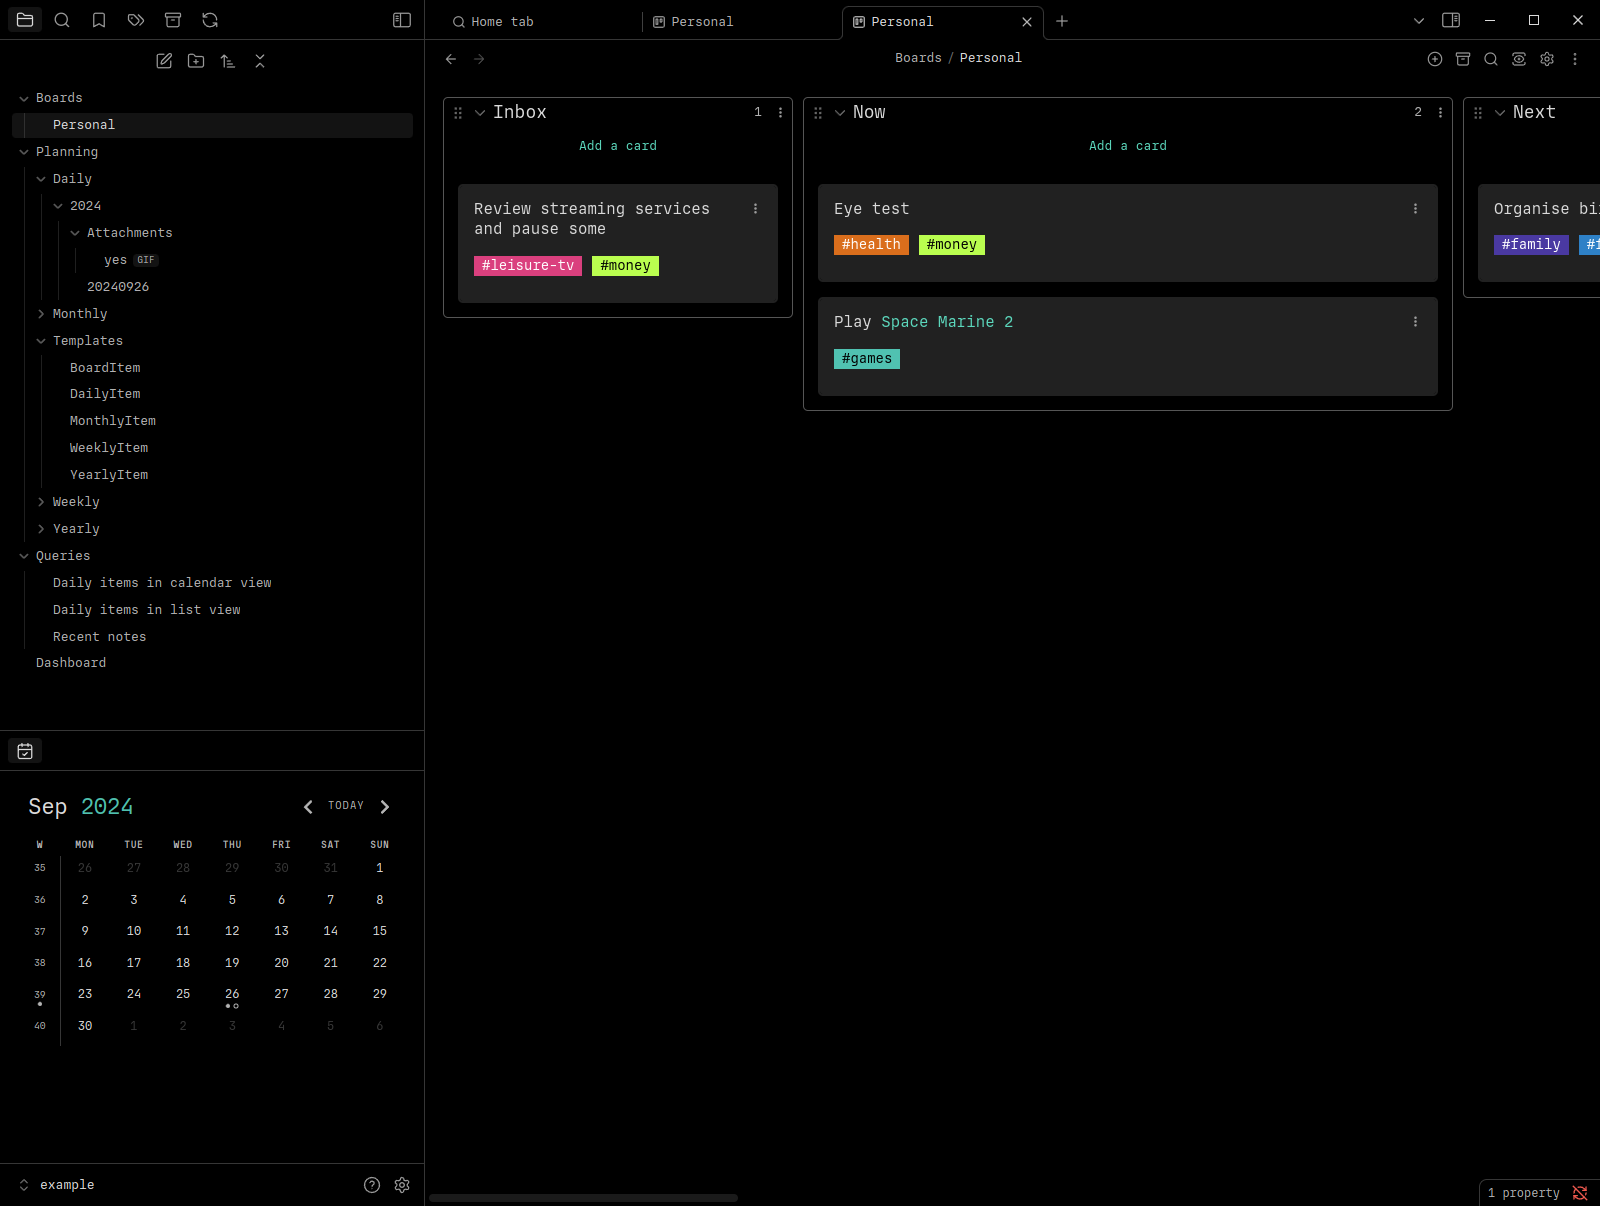 Home tab
Personal
Personal
Boards / Personal
Boards
Personal
Planning
Daily
2024
Attachments
yes GIF
20240926
Monthly
Templates
BoardItem
DailyItem
MonthlyItem
WeeklyItem
YearlyItem
Weekly
Yearly
Queries
Daily items in calendar view
Daily items in list view
Recent notes
Dashboard
Sep 2024
TODAY
W MON TUE WED THU FRI SAT SUN
35 26 27 28 29 30 31 1
36 2 3 4 5 6 7 8
37 9 10 11 12 13 14 15
38 16 17 18 19 20 21 22
39 23 24 25 26 27 28 29
40 30 1 2 3 4 5 6
example
Inbox 1
Add a card
Review streaming services
and pause some
#leisure-tv #money
Now 2
Add a card
Eye test
#health #money
Play Space Marine 2
#games
Next
Organise
#family
1 property